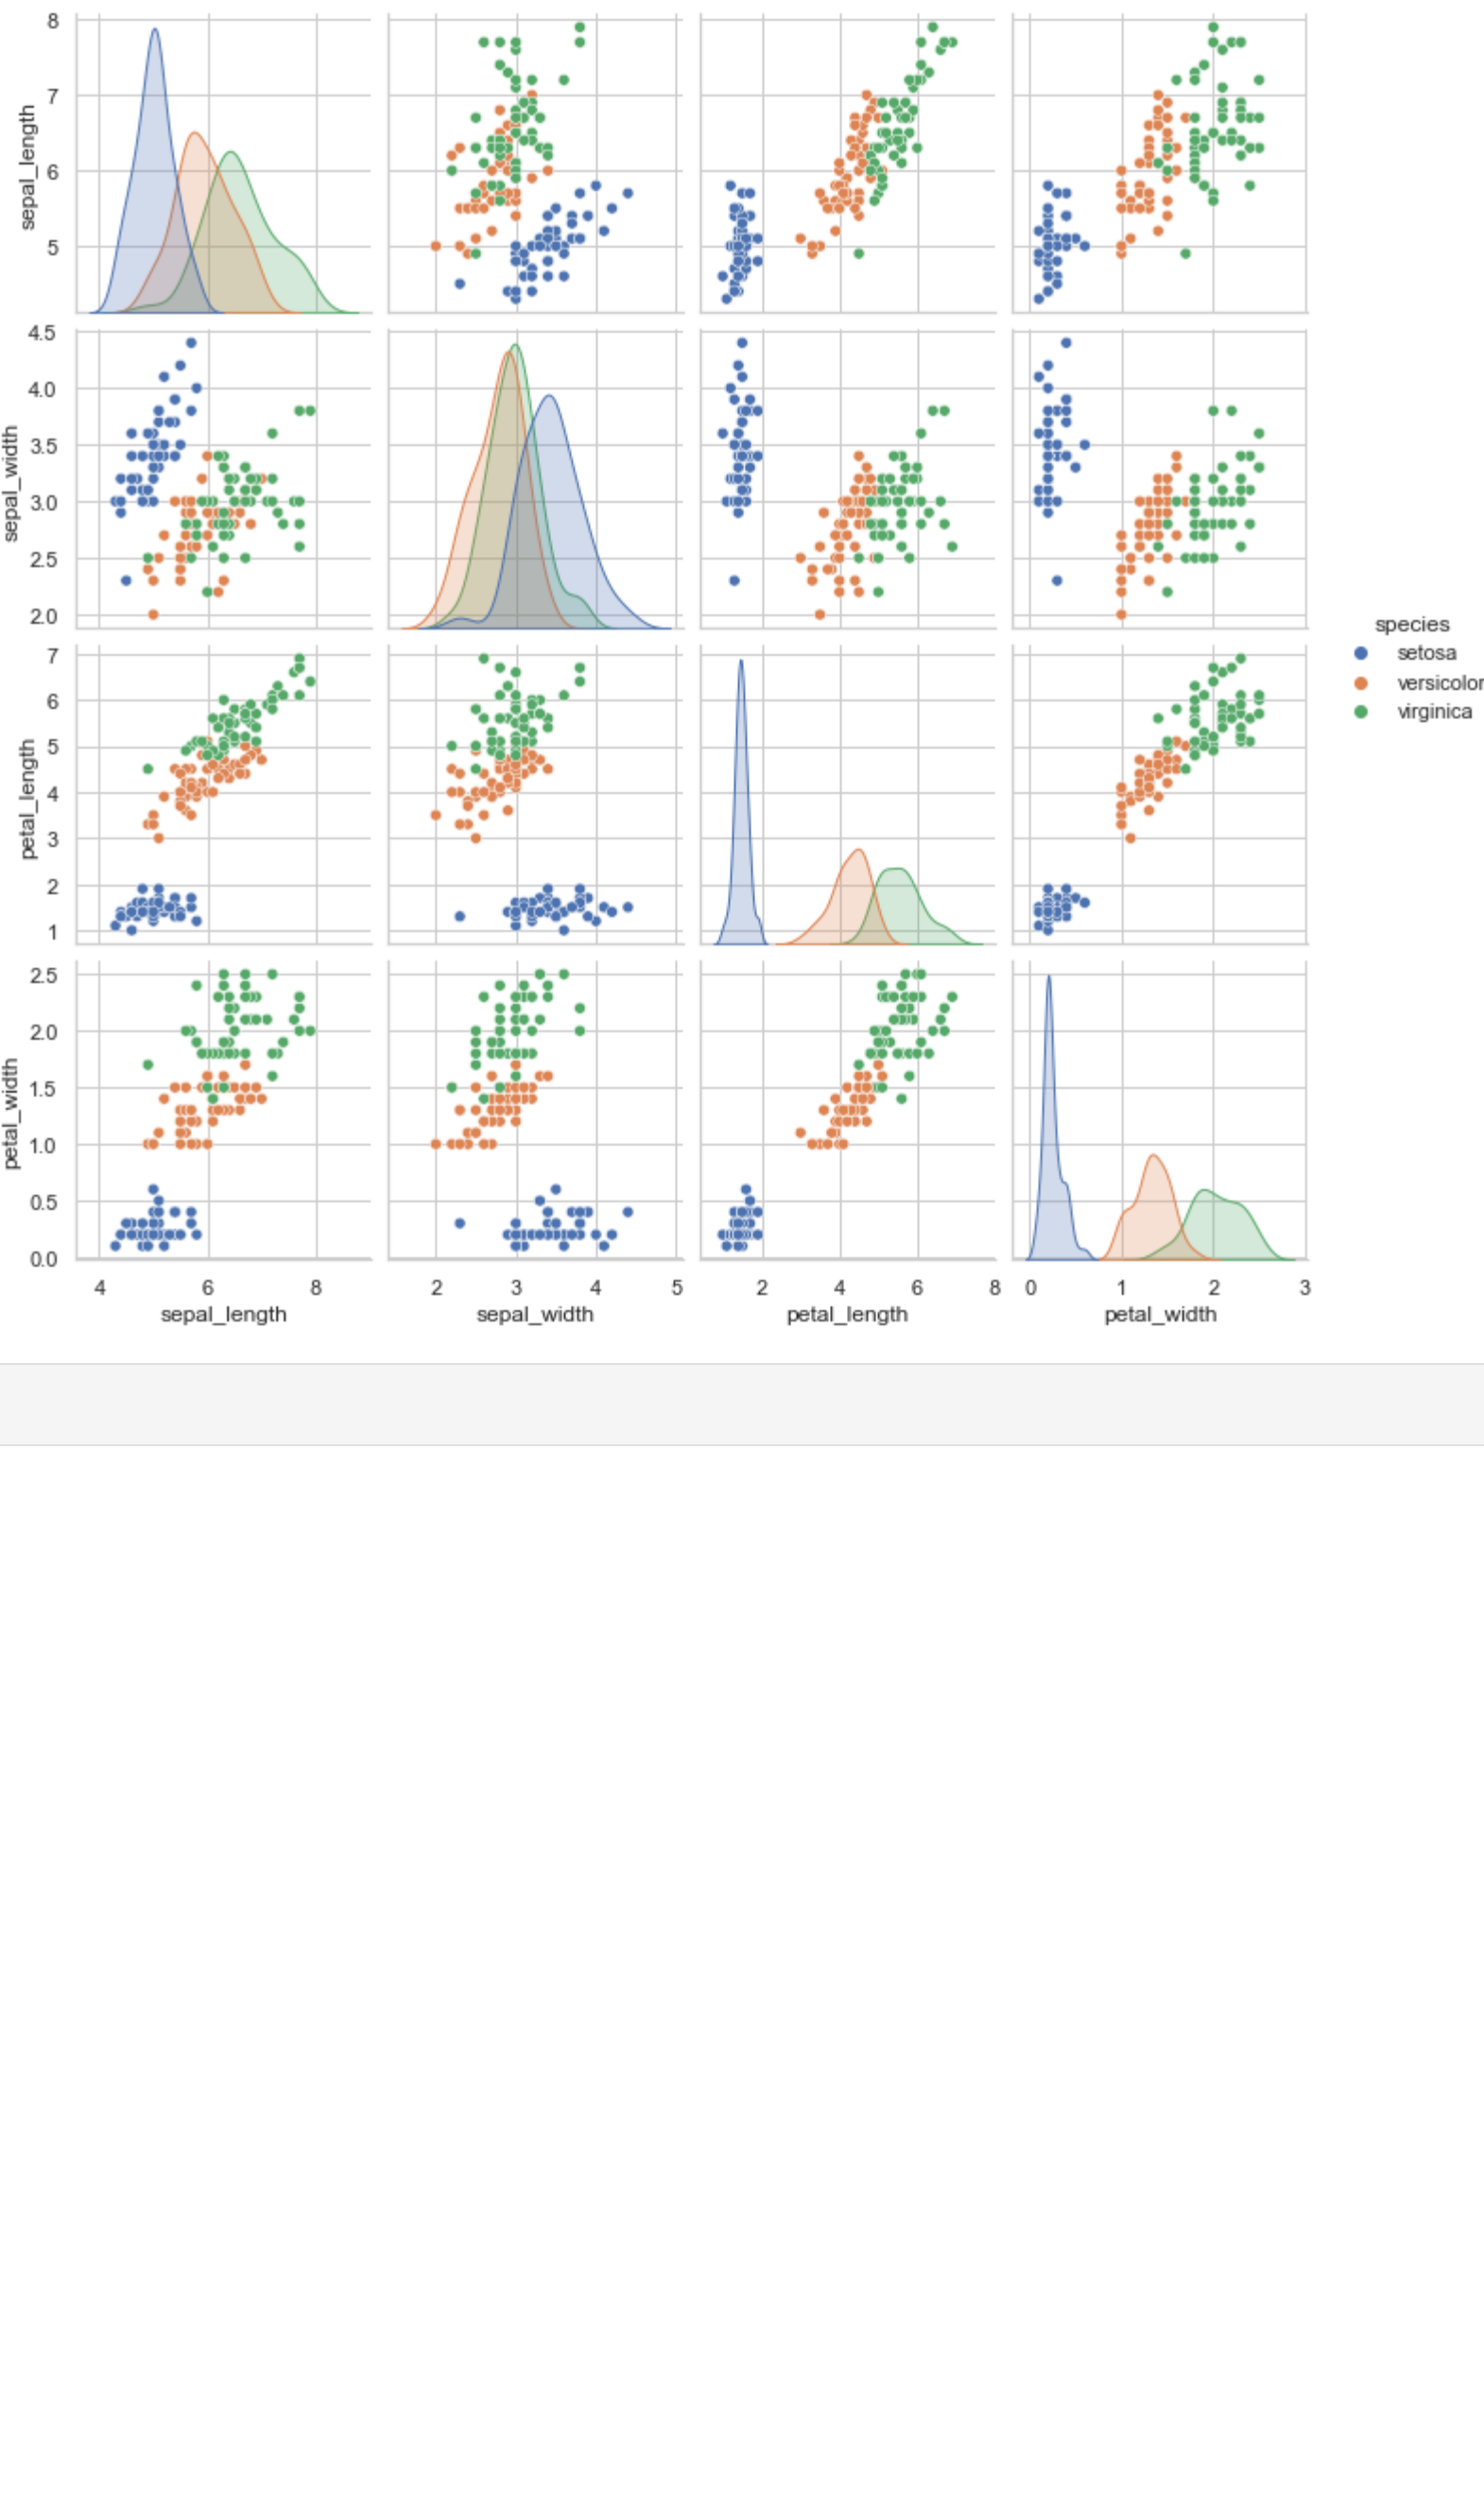 8
7
6
5
sepal_length
4.5
4.0
3.5
3.0
2.5
2.0
sepal_width
7
6
5
4
3
2
1
petal_length
2.5
2.0
1.5
1.0
0.5
0.0
petal_width
4 6 8
sepal_length
2 3 4 5
sepal_width
2 4 6 8
petal_length
0 1 2 3
petal_width
species
setosa
versicolor
virginica